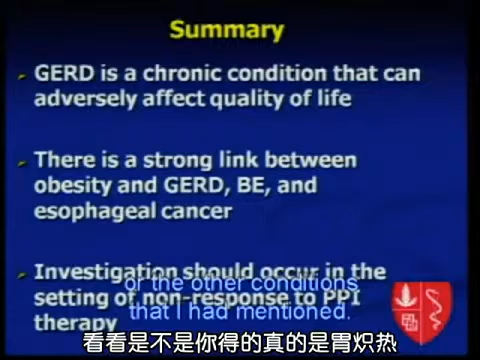 Summary
GERD is a chronic condition that can
adversely affect quality of life
There is a strong link between
obesity and GERD, BE, and
esophageal cancer
Investigation should occur in the
setting of non-response to PPI
therapy
or the other conditions
that I had mentioned.
看看是不是你得的真的是胃炽热